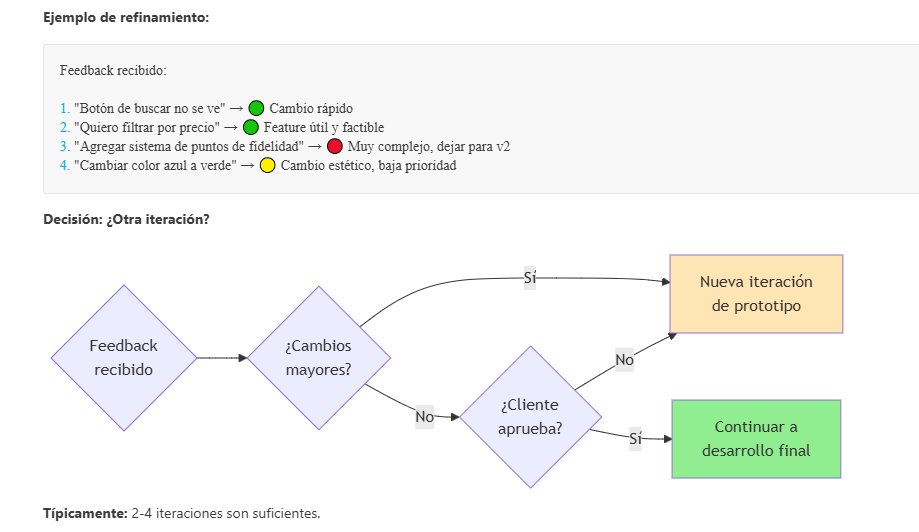 Ejemplo de refinamiento:
Feedback recibido:
1. "Botón de buscar no se ve" → 🟢 Cambio rápido
2. "Quiero filtrar por precio" → 🟢 Feature útil y factible
3. "Agregar sistema de puntos de fidelidad" → 🔴 Muy complejo, dejar para v2
4. "Cambiar color azul a verde" → 🟡 Cambio estético, baja prioridad
Decisión: ¿Otra iteración?
Feedback
recibido
¿Cambios
mayores?
Sí
No
¿Cliente
aprueba?
No
Sí
Nueva iteración
de prototipo
Continuar a
desarrollo final
Típicamente: 2-4 iteraciones son suficientes.